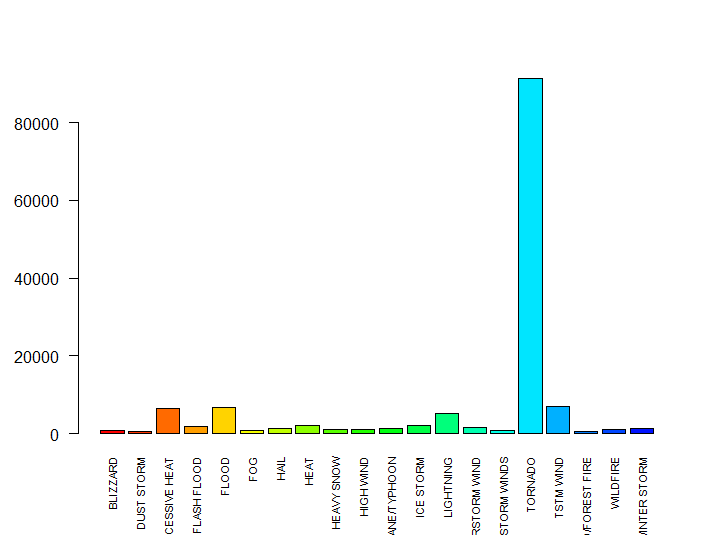 80000
60000
40000
20000
0
BLIZZARD
DUST STORM
CESSIVE HEAT
FLASH FLOOD
FLOOD
FOG
HAIL
HEAT
HEAVY SNOW
HIGH WIND
ANE/TYPHOON
ICE STORM
LIGHTNING
RSTORM WIND
STORM WINDS
TORNADO
TSTM WIND
D/FOREST FIRE
WILDFIRE
WINTER STORM